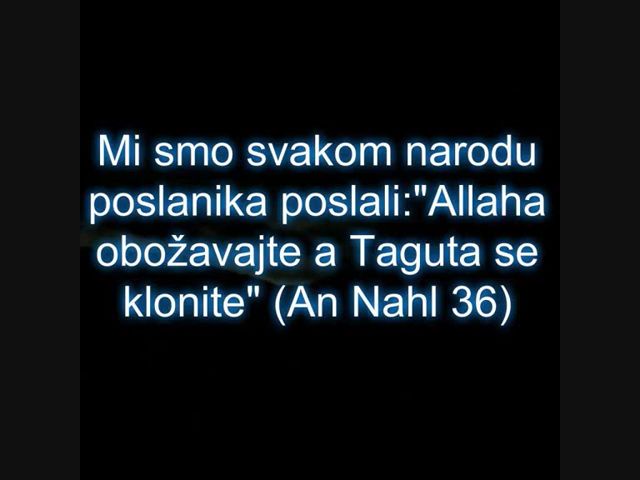 Mi smo svakom narodu
poslanika poslali:"Allaha
obožavajte a Taguta se
klonite" (An Nahl 36)